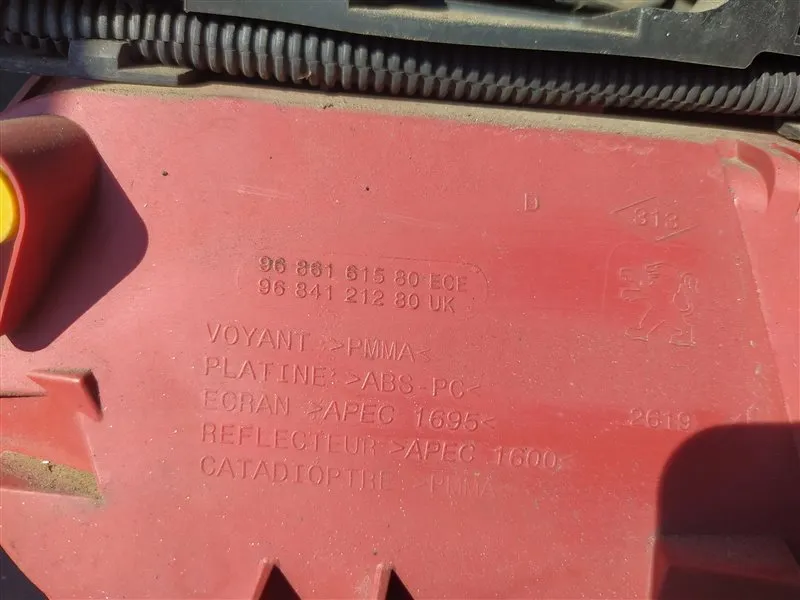 D
313
96 861 615 80 ECE
96 841 212 80 UK
VOYANT >PMMA<
PLATINE >ABS-PC<
ECRAN >APEC 1695<
2619
REFLECTEUR >APEC 1600<
CATADIOPTRE >PMMA